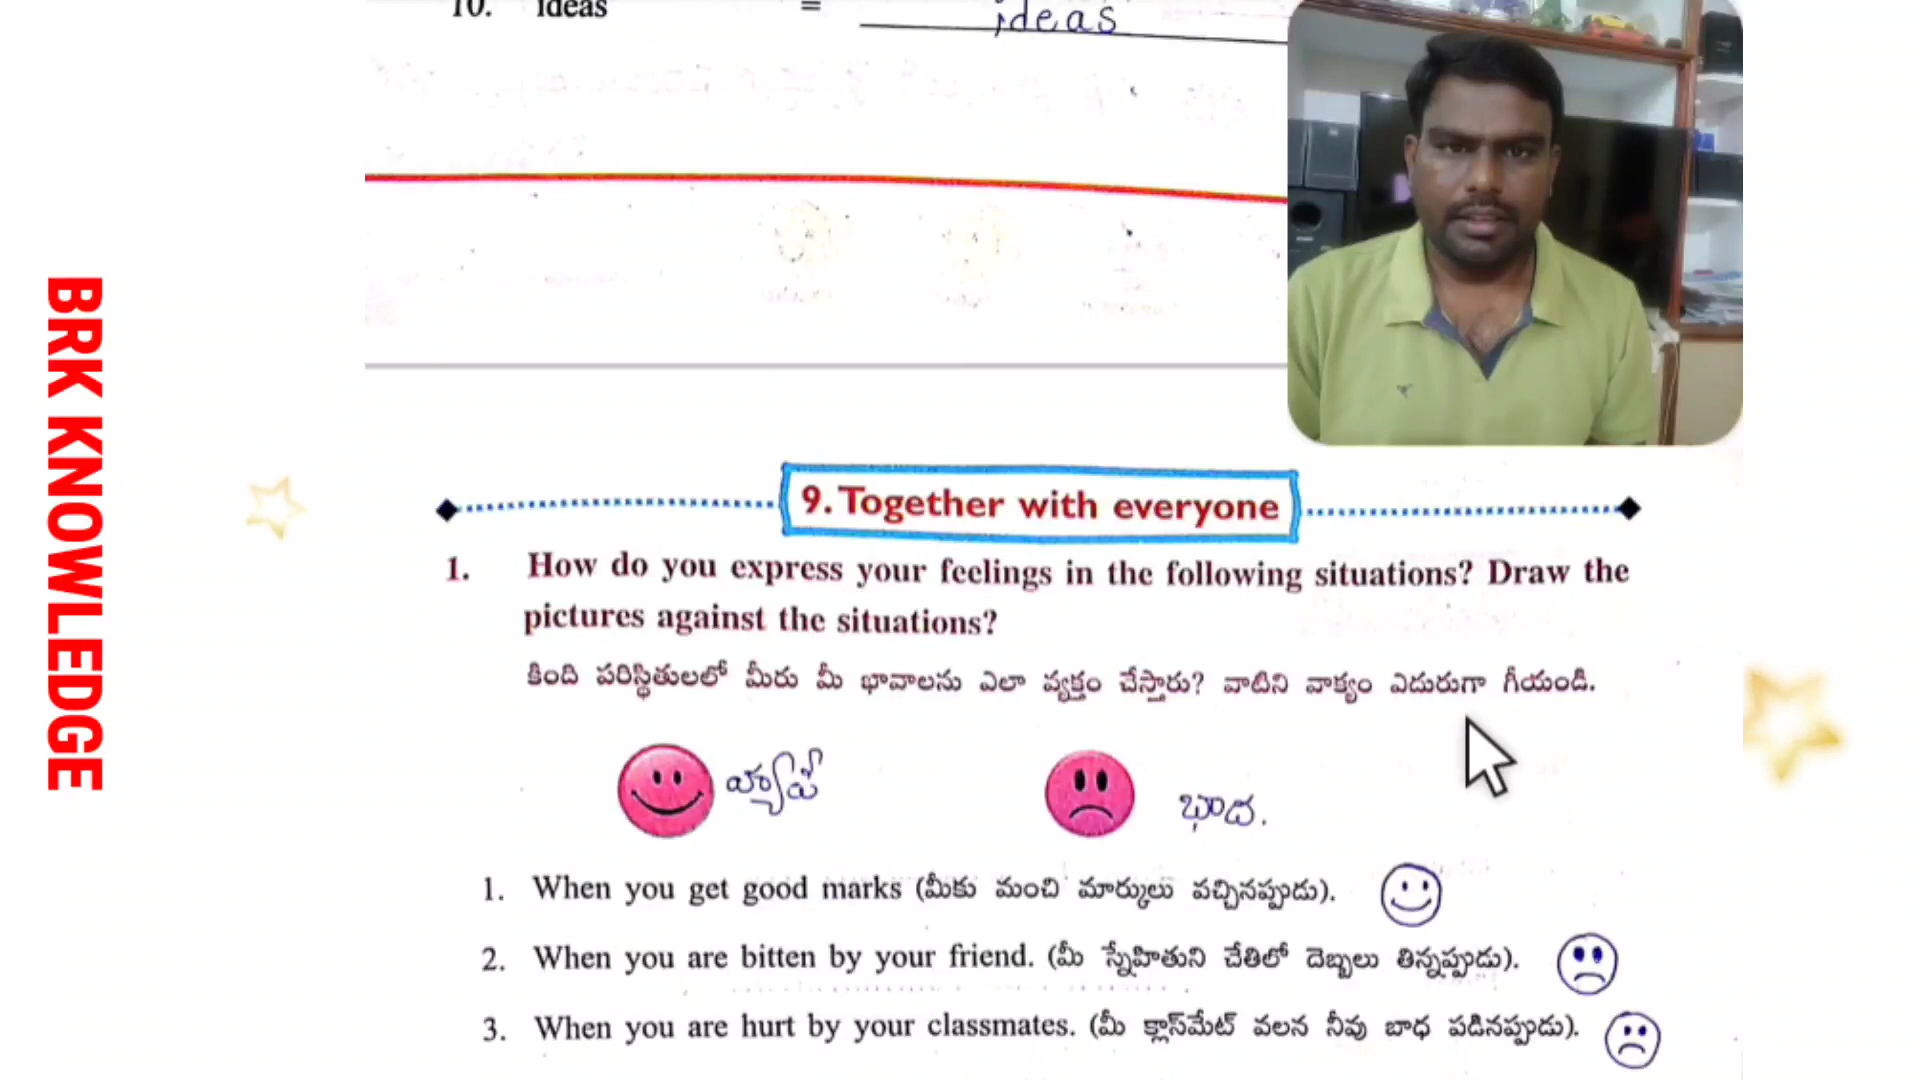 10. ideas = ideas
BRK KNOWLEDGE
9. Together with everyone
1. How do you express your feelings in the following situations? Draw the
pictures against the situations?
కింది పరిస్థితులలో మీరు మీ భావాలను ఎలా వ్యక్తం చేస్తారు? వాటిని వాక్యం ఎదురుగా గీయండి.
హ్యాపీ భాద.
1. When you get good marks (మీకు మంచి మార్కులు వచ్చినప్పుడు).
2. When you are bitten by your friend. (మీ స్నేహితుని చేతిలో దెబ్బలు తిన్నప్పుడు).
3. When you are hurt by your classmates. (మీ క్లాస్‌మేట్ వలన నీవు బాధ పడినప్పుడు).